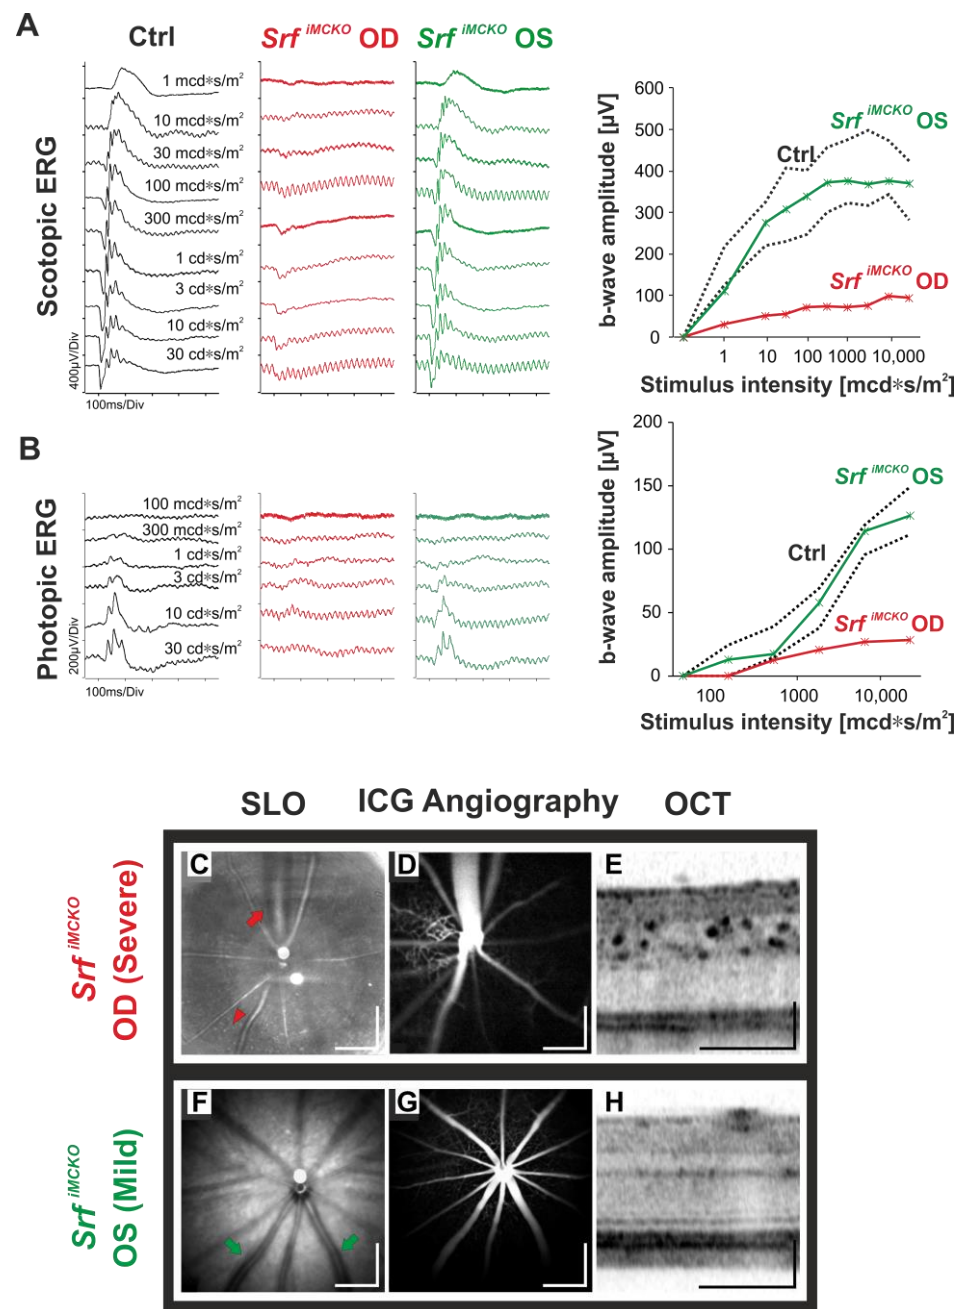 A
Ctrl
Srf iMCKO OD
Srf iMCKO OS
Scotopic ERG
1 mcd*s/m²
10 mcd*s/m²
30 mcd*s/m²
100 mcd*s/m²
300 mcd*s/m²
1 cd*s/m²
3 cd*s/m²
10 cd*s/m²
30 cd*s/m²
400µV/Div
100ms/Div
b-wave amplitude [µV]
600
500
400
300
200
100
0
Srf iMCKO OS
Ctrl
Srf iMCKO OD
1 10 100 1000 10,000
Stimulus intensity [mcd*s/m²]
B
Photopic ERG
100 mcd*s/m²
300 mcd*s/m²
1 cd*s/m²
3 cd*s/m²
10 cd*s/m²
30 cd*s/m²
200µV/Div
100ms/Div
b-wave amplitude [µV]
200
150
100
50
0
Srf iMCKO OS
Ctrl
Srf iMCKO OD
100 1000 10,000
Stimulus intensity [mcd*s/m²]
SLO ICG Angiography OCT
Srf iMCKO
OD (Severe)
C D E
Srf iMCKO
OS (Mild)
F G H